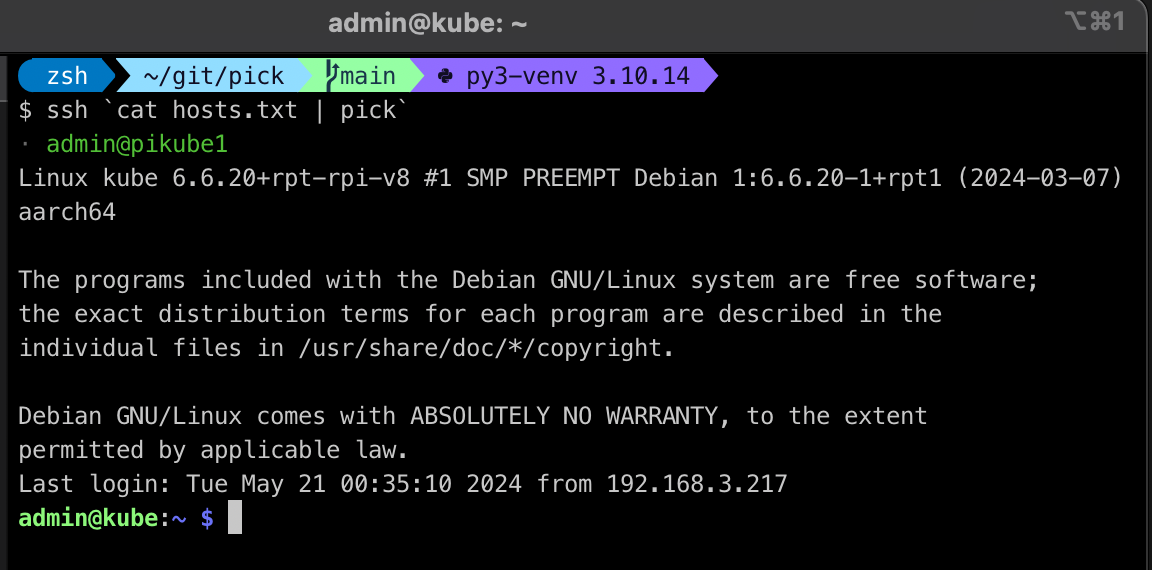 admin@kube: ~
⌥⌘1
zsh ~/git/pick main py3-venv 3.10.14
$ ssh `cat hosts.txt | pick`
· admin@pikube1
Linux kube 6.6.20+rpt-rpi-v8 #1 SMP PREEMPT Debian 1:6.6.20-1+rpt1 (2024-03-07)
aarch64
The programs included with the Debian GNU/Linux system are free software;
the exact distribution terms for each program are described in the
individual files in /usr/share/doc/*/copyright.
Debian GNU/Linux comes with ABSOLUTELY NO WARRANTY, to the extent
permitted by applicable law.
Last login: Tue May 21 00:35:10 2024 from 192.168.3.217
admin@kube:~ $